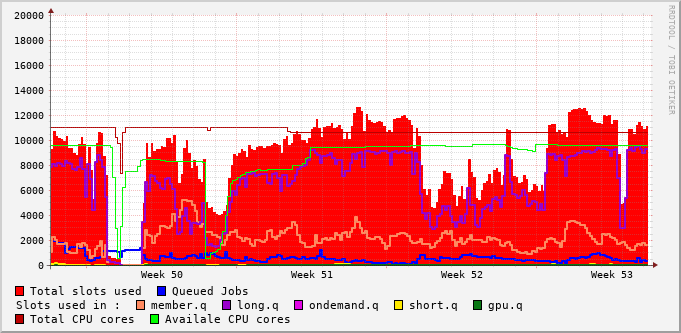 20000
18000
16000
14000
12000
10000
8000
6000
4000
2000
0
Week 50 Week 51 Week 52 Week 53
Total slots used Queued Jobs
Slots used in : member.q long.q ondemand.q short.q gpu.q
Total CPU cores Availale CPU cores
RRDTOOL / TOBI OETIKER